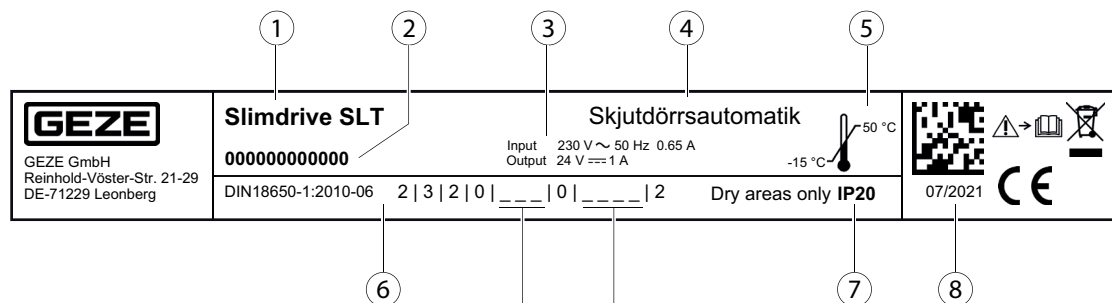 1 2 3 4 5
GEZE
GEZE GmbH
Reinhold-Vöster-Str. 21-29
DE-71229 Leonberg
Slimdrive SLT
000000000000
Skjutdörrsautomatik
Input 230 V ~ 50 Hz 0.65 A
Output 24 V ⎓ 1 A
50 °C
-15 °C
DIN18650-1:2010-06 2|3|2|0|_ _ _|0|_ _ _ _|2 Dry areas only IP20
07/2021
CE
6 7 8